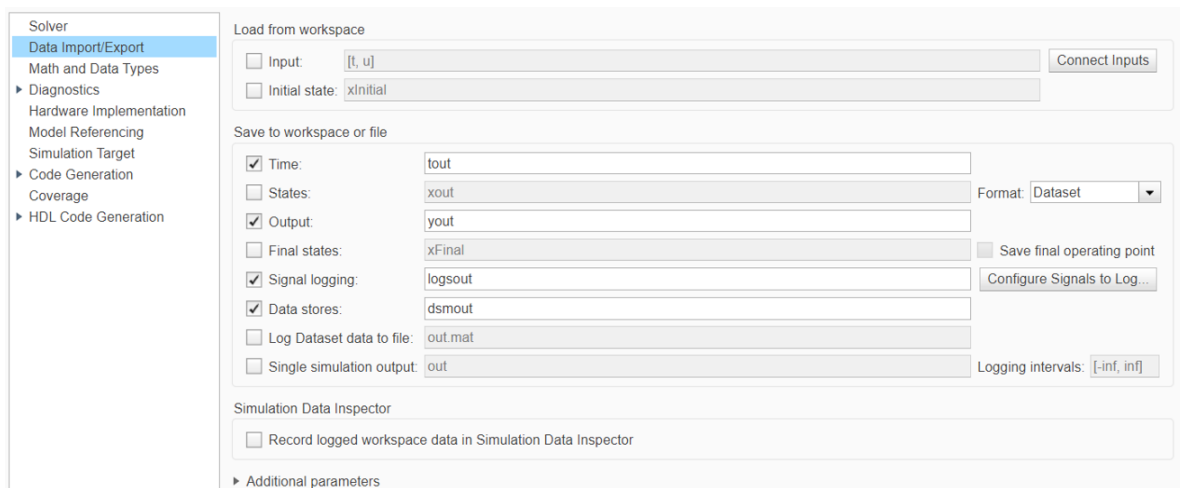 Solver
Data Import/Export
Math and Data Types
Diagnostics
Hardware Implementation
Model Referencing
Simulation Target
Code Generation
Coverage
HDL Code Generation
Load from workspace
Input: [t, u] Connect Inputs
Initial state: xInitial
Save to workspace or file
Time: tout
States: xout Format: Dataset
Output: yout
Final states: xFinal Save final operating point
Signal logging: logsout Configure Signals to Log...
Data stores: dsmout
Log Dataset data to file: out.mat
Single simulation output: out Logging intervals: [-inf, inf]
Simulation Data Inspector
Record logged workspace data in Simulation Data Inspector
Additional parameters